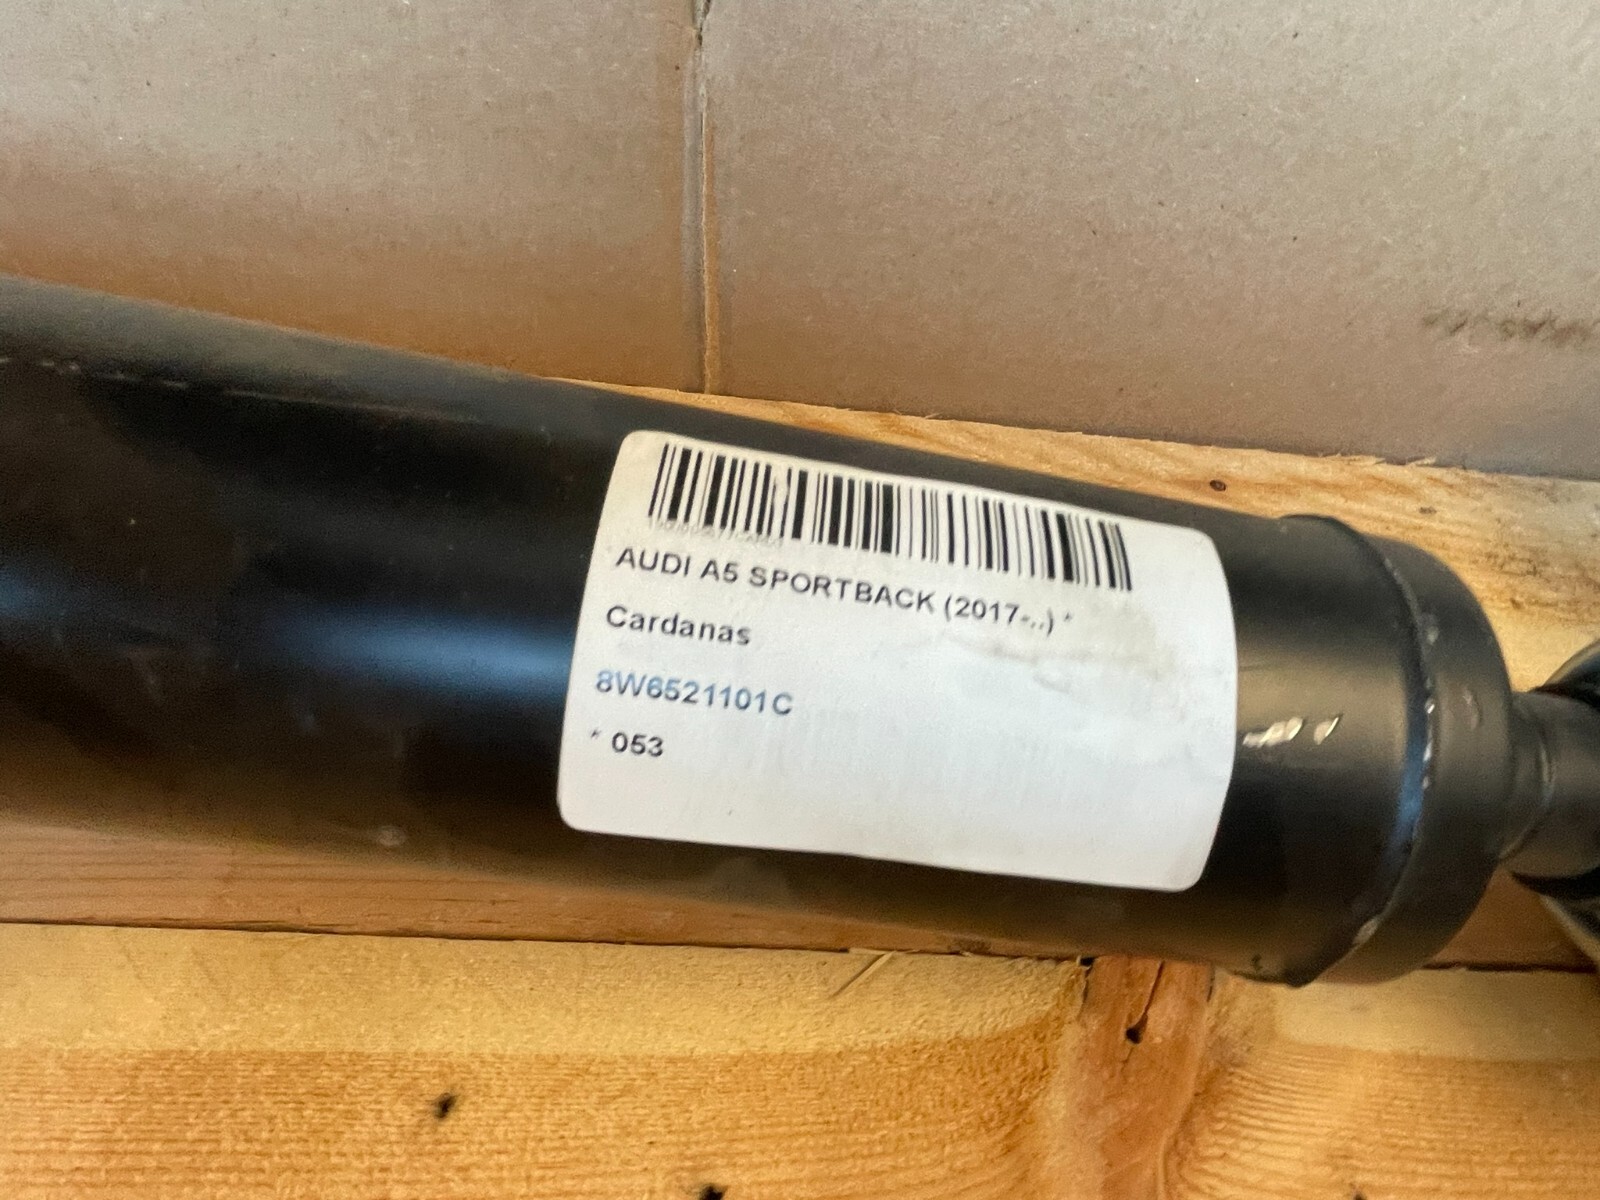 AUDI A5 SPORTBACK (2017-..) *
Cardanas
8W6521101C
* 053